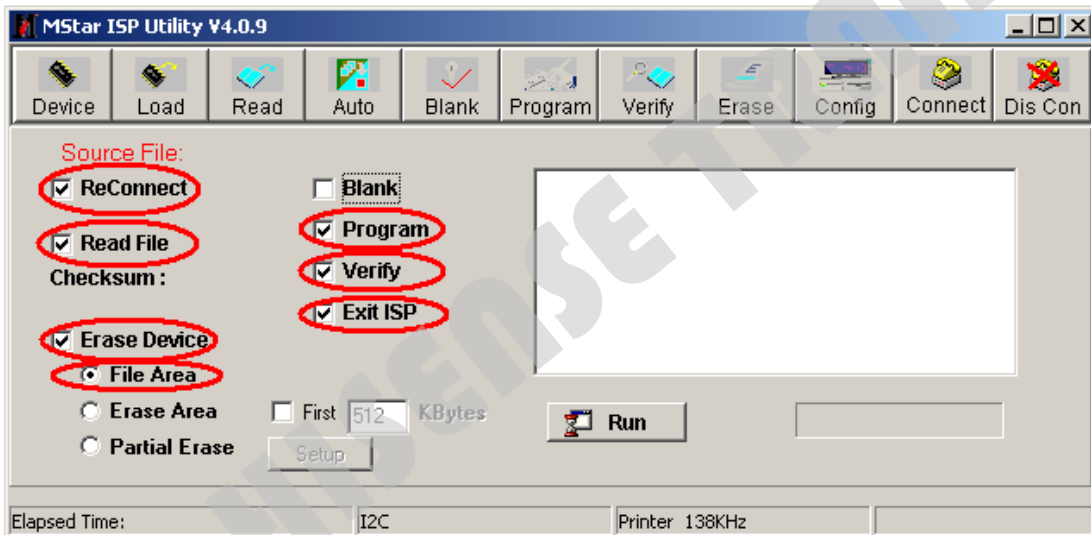 MStar ISP Utility V4.0.9
Device Load Read Auto Blank Program Verify Erase Config Connect Dis Con
Source File:
ReConnect
Blank
Read File
Program
Checksum :
Verify
Exit ISP
Erase Device
File Area
Erase Area
First 512 KBytes
Run
Partial Erase
Setup
Elapsed Time:
I2C
Printer 138KHz
HISENSE